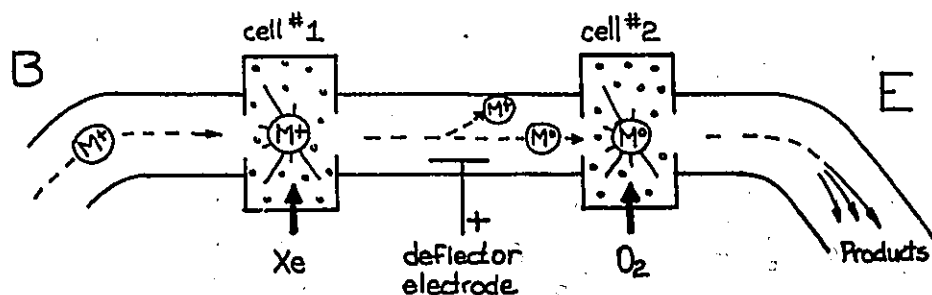 cell #1
cell #2
B
E
M+
M+
M+
M°
M°
+
Xe
deflector
electrode
O2
Products